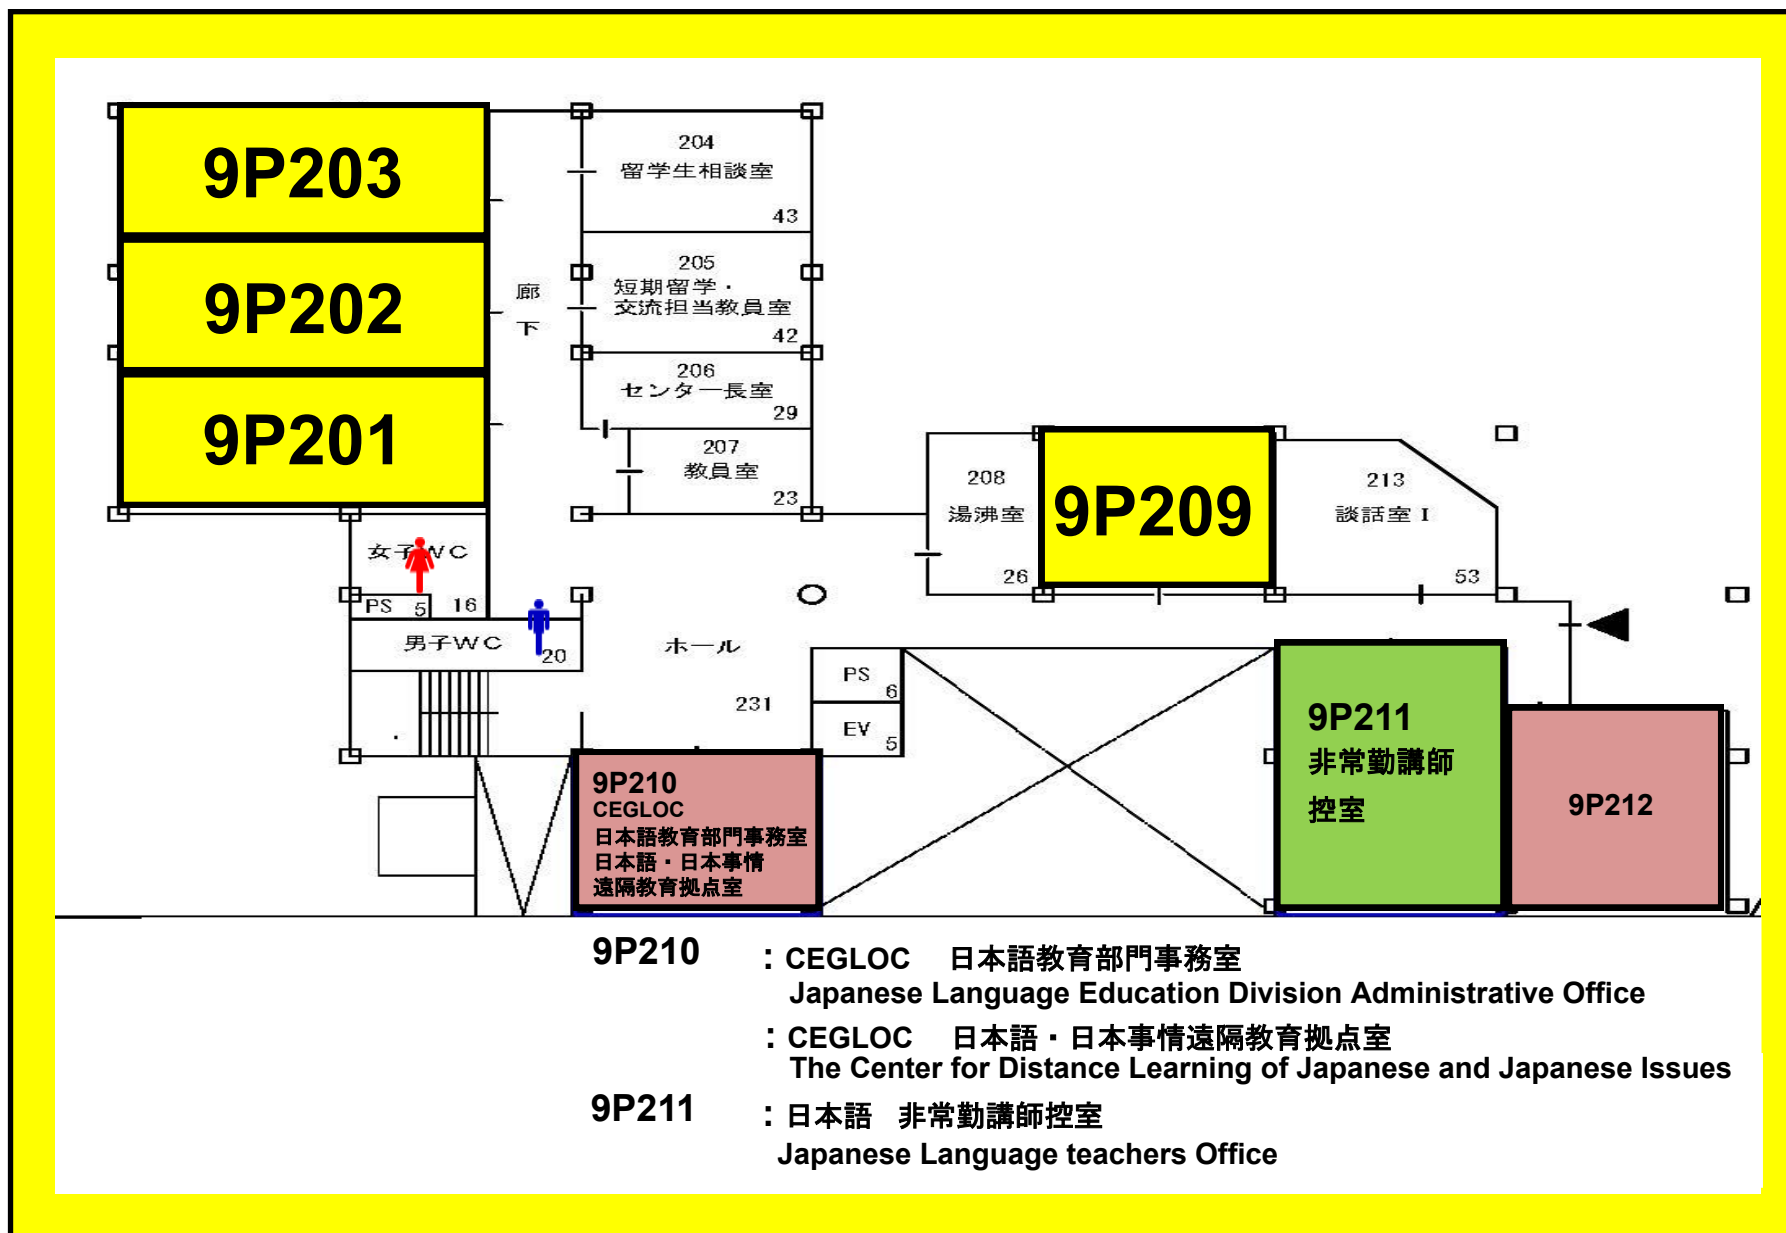 9P203
9P202
9P201
廊
下
204
留学生相談室
43
205
短期留学・
交流担当教員室
42
206
センター長室
29
207
教員室
23
208
湯沸室
26
9P209
213
談話室 I
53
女子WC
PS
5
16
男子WC
20
ホール
231
PS
6
EV
5
9P210
CEGLOC
日本語教育部門事務室
日本語・日本事情
遠隔教育拠点室
9P211
非常勤講師
控室
9P212
9P210 : CEGLOC 日本語教育部門事務室
Japanese Language Education Division Administrative Office
: CEGLOC 日本語・日本事情遠隔教育拠点室
The Center for Distance Learning of Japanese and Japanese Issues
9P211 : 日本語 非常勤講師控室
Japanese Language teachers Office